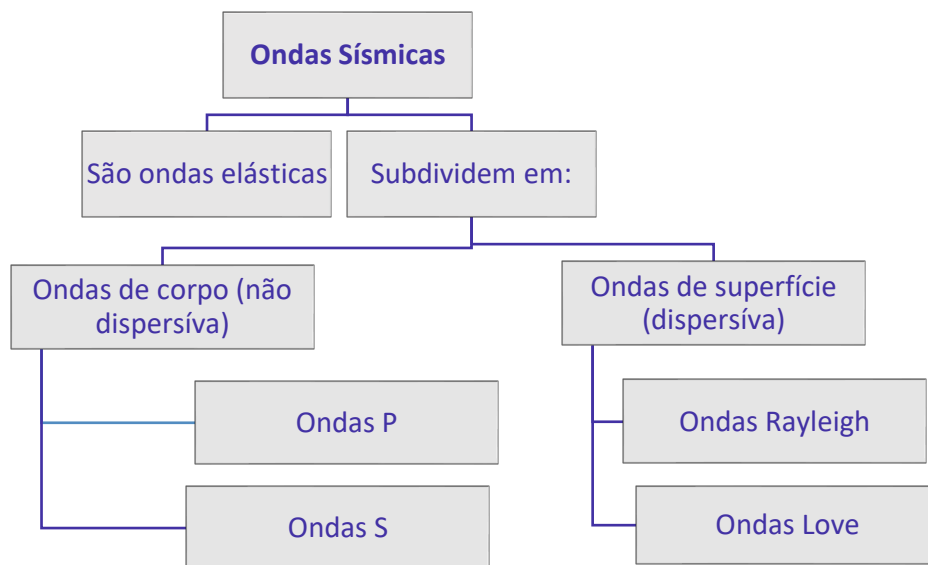 Ondas Sísmicas
São ondas elásticas
Subdividem em:
Ondas de corpo (não
dispersíva)
Ondas P
Ondas S
Ondas de superfície
(dispersíva)
Ondas Rayleigh
Ondas Love